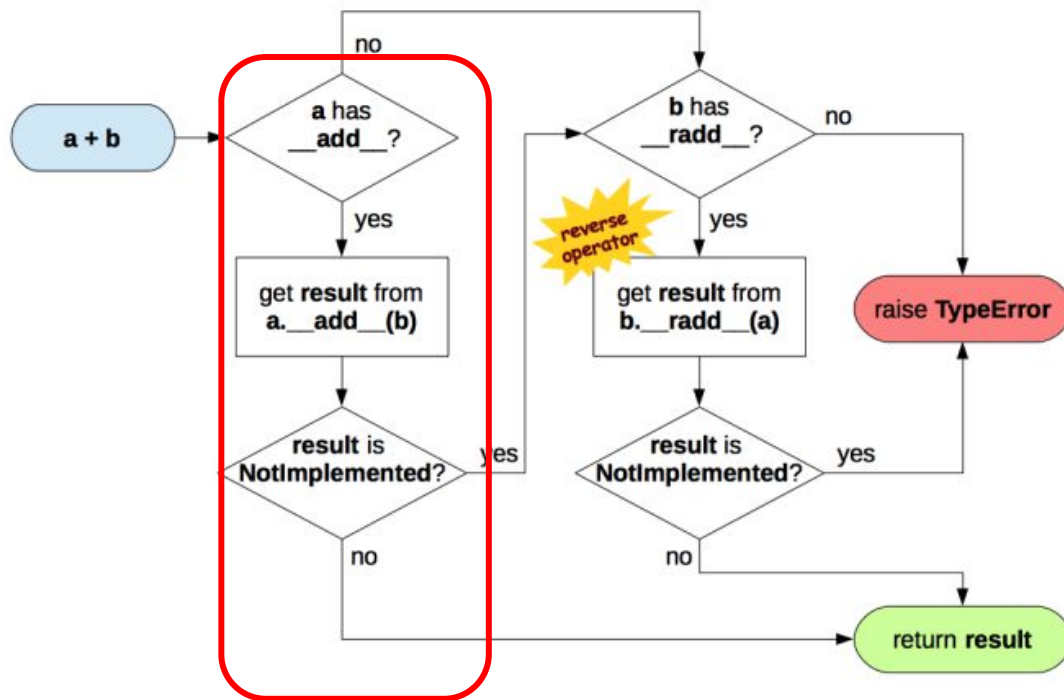 no
a + b
a has
__add__?
yes
get result from
a.__add__(b)
result is
NotImplemented?
yes
no
b has
__radd__?
no
yes
reverse
operator
get result from
b.__radd__(a)
result is
NotImplemented?
yes
no
raise TypeError
return result